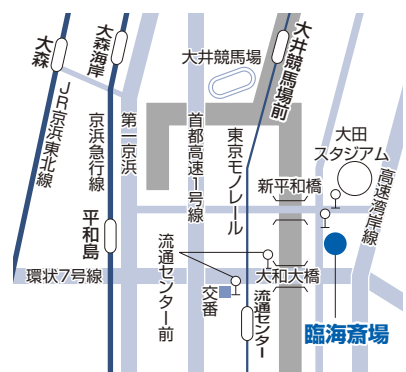 大森
大森海岸
大井競馬場
大井競馬場前
JR京浜東北線
京浜急行線
第一京浜
首都高速1号線
東京モノレール
大田
スタジアム
新平和橋
高速湾岸線
平和島
流通センター前
環状7号線
交番
流通センター
大和大橋
臨海斎場